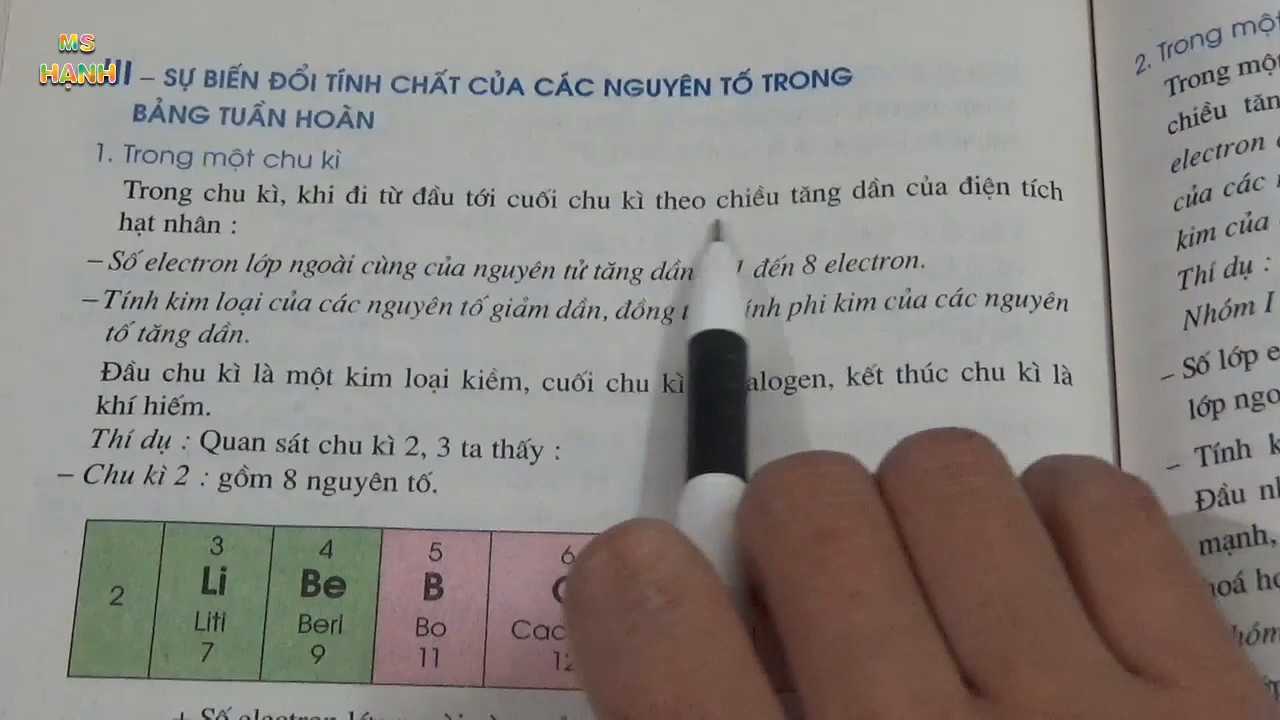 MS
HẠNH
III – SỰ BIẾN ĐỔI TÍNH CHẤT CỦA CÁC NGUYÊN TỐ TRONG
BẢNG TUẦN HOÀN
1. Trong một chu kì
Trong chu kì, khi đi từ đầu tới cuối chu kì theo chiều tăng dần của điện tích
hạt nhân :
– Số electron lớp ngoài cùng của nguyên tử tăng dần 1 đến 8 electron.
– Tính kim loại của các nguyên tố giảm dần, đồng phi kim của các nguyên
tố tăng dần.
Đầu chu kì là một kim loại kiềm, cuối chu kì kết thúc chu kì là
khí hiếm.
Thí dụ : Quan sát chu kì 2, 3 ta thấy :
– Chu kì 2 : gồm 8 nguyên tố.
3 4 5 6
2 Li Be B
Liti Beri Bo
7 9 11
+ Số electron
2. Trong một
Trong một
chiều tăn
electron
của các
kim của
Thí dụ :
Nhóm I
– Số lớp e
lớp ngo
– Tính k
Đầu nh
mạnh,